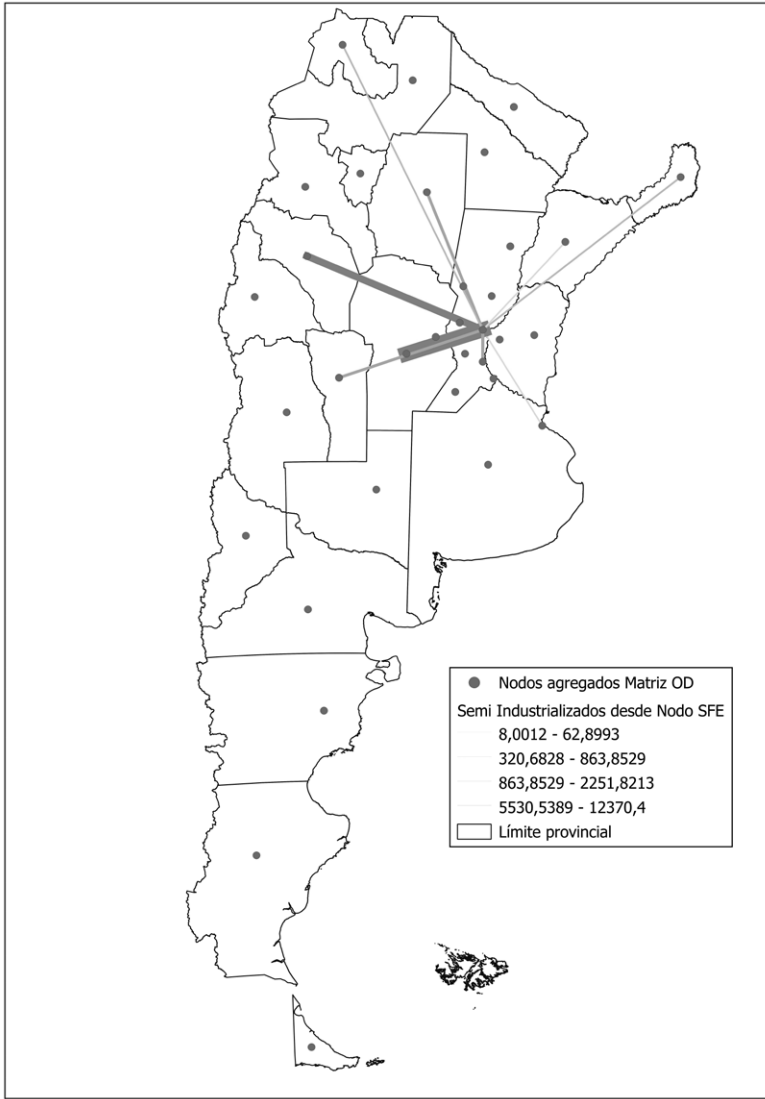 Nodos agregados Matriz OD
Semi Industrializados desde Nodo SFE
8,0012 - 62,8993
320,6828 - 863,8529
863,8529 - 2251,8213
5530,5389 - 12370,4
Límite provincial